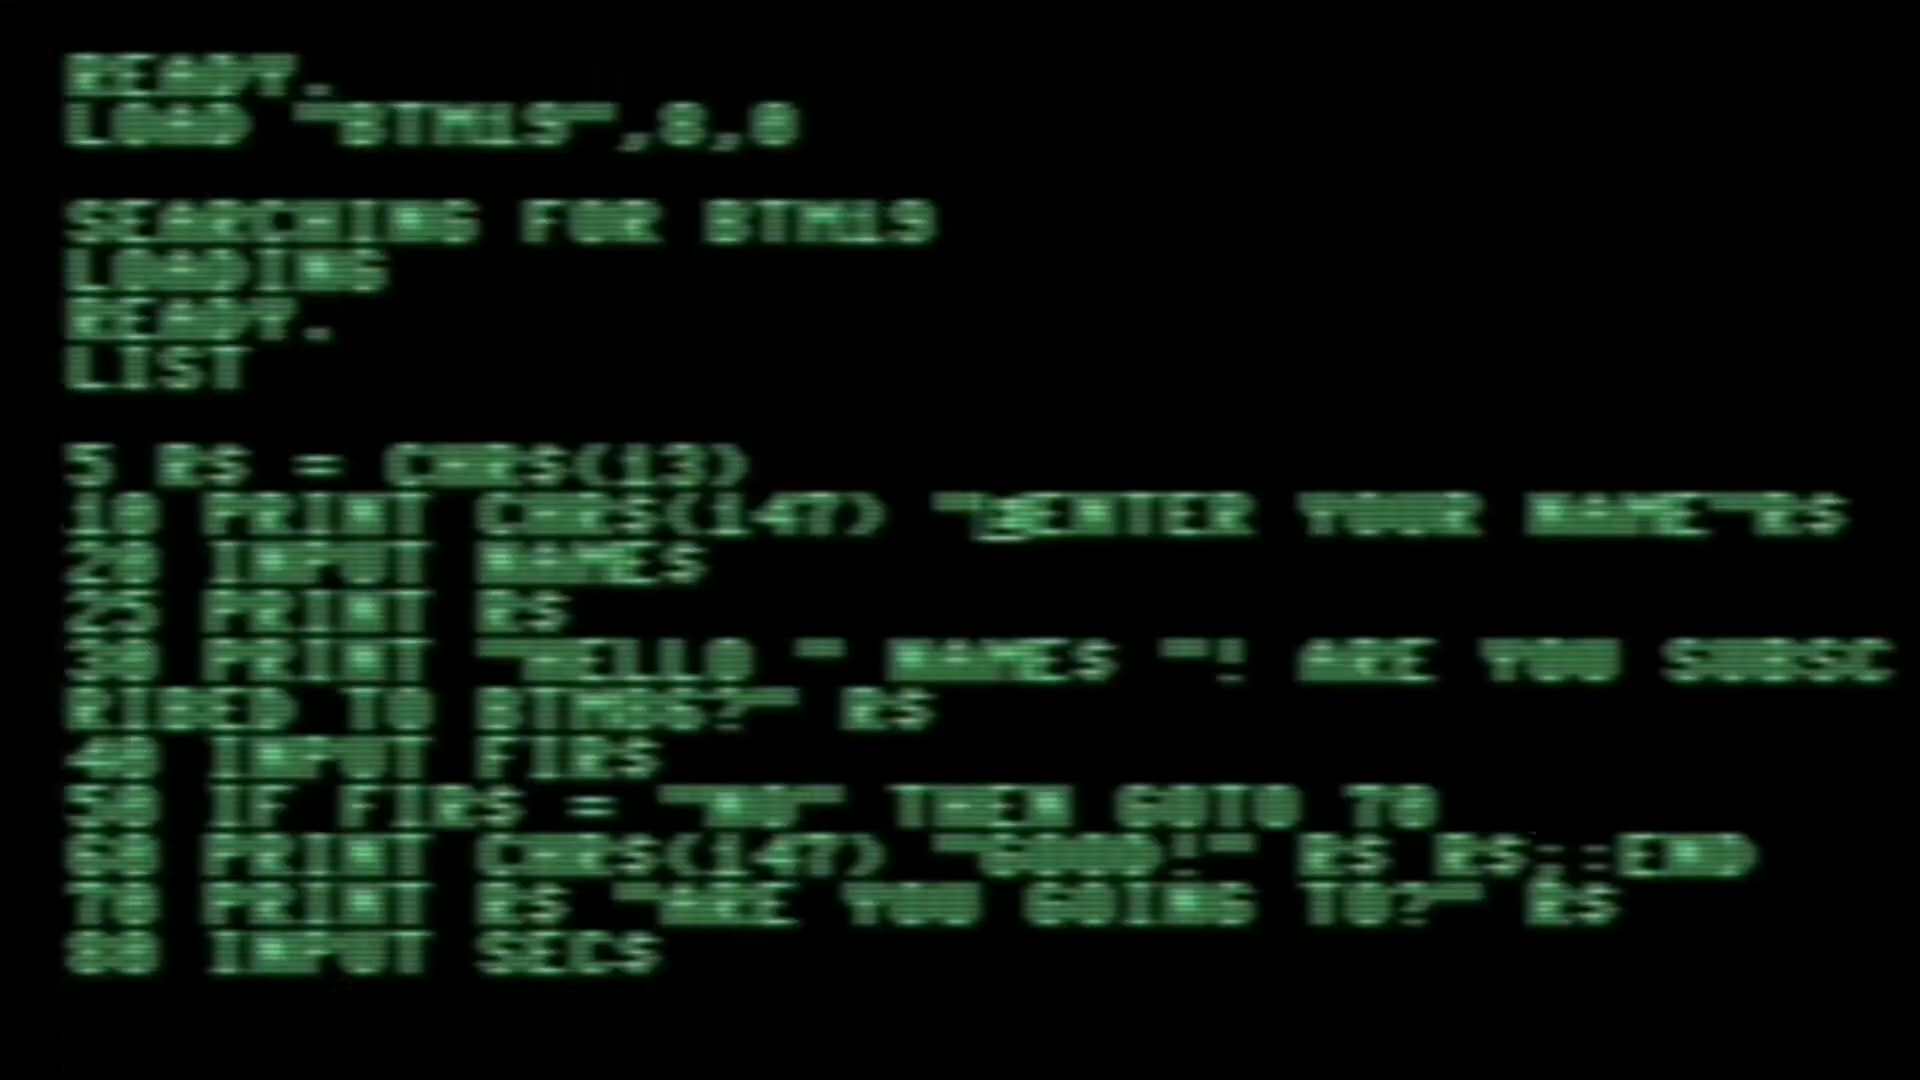 READY.
LOAD "BTM19",8,0
SEARCHING FOR BTM19
LOADING
READY.
LIST
5 R$ = CHR$(13)
10 PRINT CHR$(147) "ENTER YOUR NAME"R$
20 INPUT NAME$
25 PRINT R$
30 PRINT "HELLO " NAME$ "! ARE YOU SUBSC
RIBED TO BTM8S?" R$
40 INPUT FIR$
50 IF FIR$ = "NO" THEN GOTO 70
60 PRINT CHR$(147) "GOOD!" R$ R$;:END
70 PRINT R$ "ARE YOU GOING TO?" R$
80 INPUT SEC$